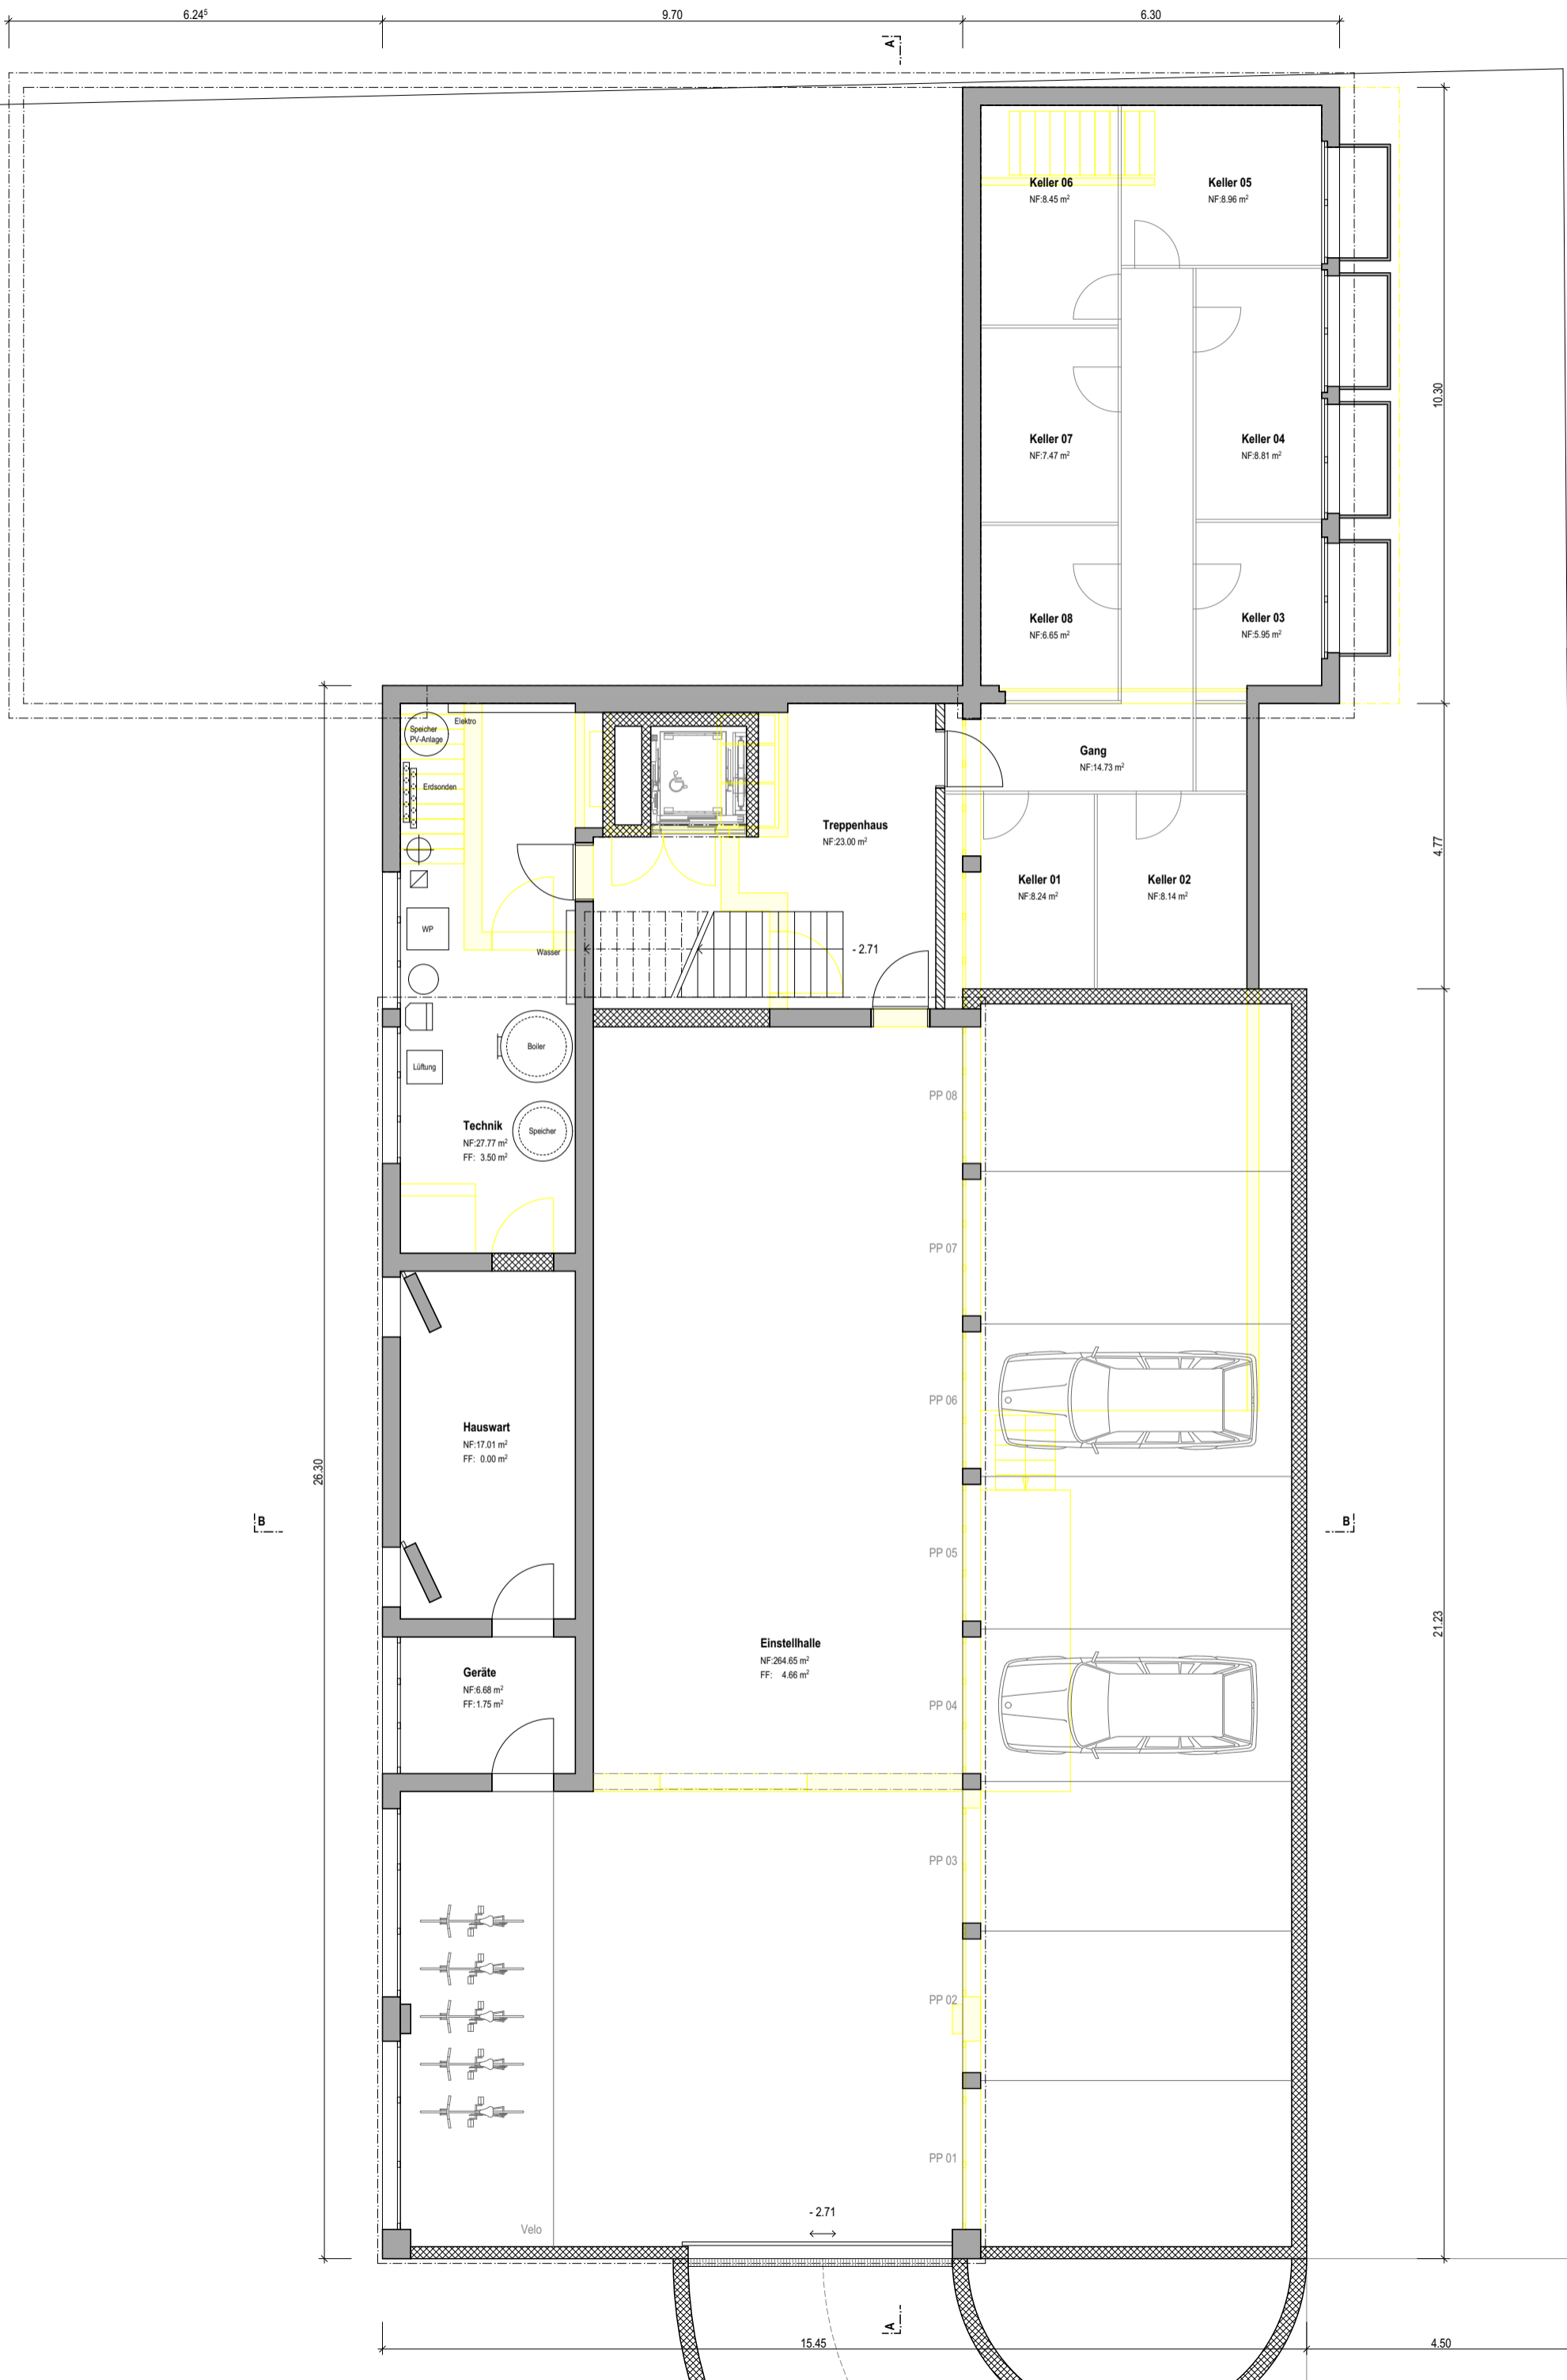 6.24⁵
9.70
6.30
A
Keller 06
NF:8.45 m²
Keller 05
NF:8.96 m²
10.30
Keller 07
NF:7.47 m²
Keller 04
NF:8.81 m²
Keller 08
NF:6.65 m²
Keller 03
NF:5.95 m²
Elektro
Speicher
PV-Anlage
Erdsonden
Gang
NF:14.73 m²
Treppenhaus
NF:23.00 m²
4.77
Keller 01
NF:8.24 m²
Keller 02
NF:8.14 m²
WP
Wasser
- 2.71
Boiler
Lüftung
PP 08
Technik
NF:27.77 m²
FF: 3.50 m²
Speicher
PP 07
PP 06
Hauswart
NF:17.01 m²
FF: 0.00 m²
26.30
B
B
PP 05
21.23
Einstellhalle
NF:264.65 m²
FF: 4.66 m²
Geräte
NF:6.68 m²
FF:1.75 m²
PP 04
PP 03
PP 02
PP 01
- 2.71
Velo
A
15.45
4.50